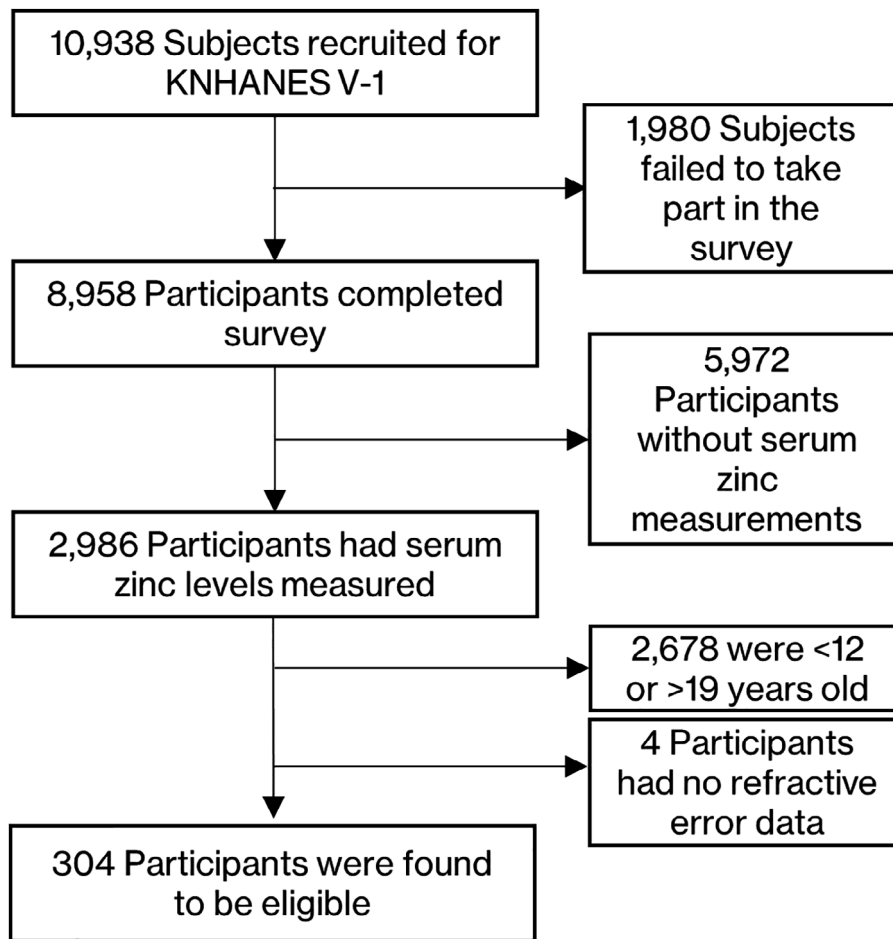 10,938 Subjects recruited for
KNHANES V-1
1,980 Subjects
failed to take
part in the
survey
8,958 Participants completed
survey
5,972
Participants
without serum
zinc
measurements
2,986 Participants had serum
zinc levels measured
2,678 were <12
or >19 years old
4 Participants
had no refractive
error data
304 Participants were found
to be eligible